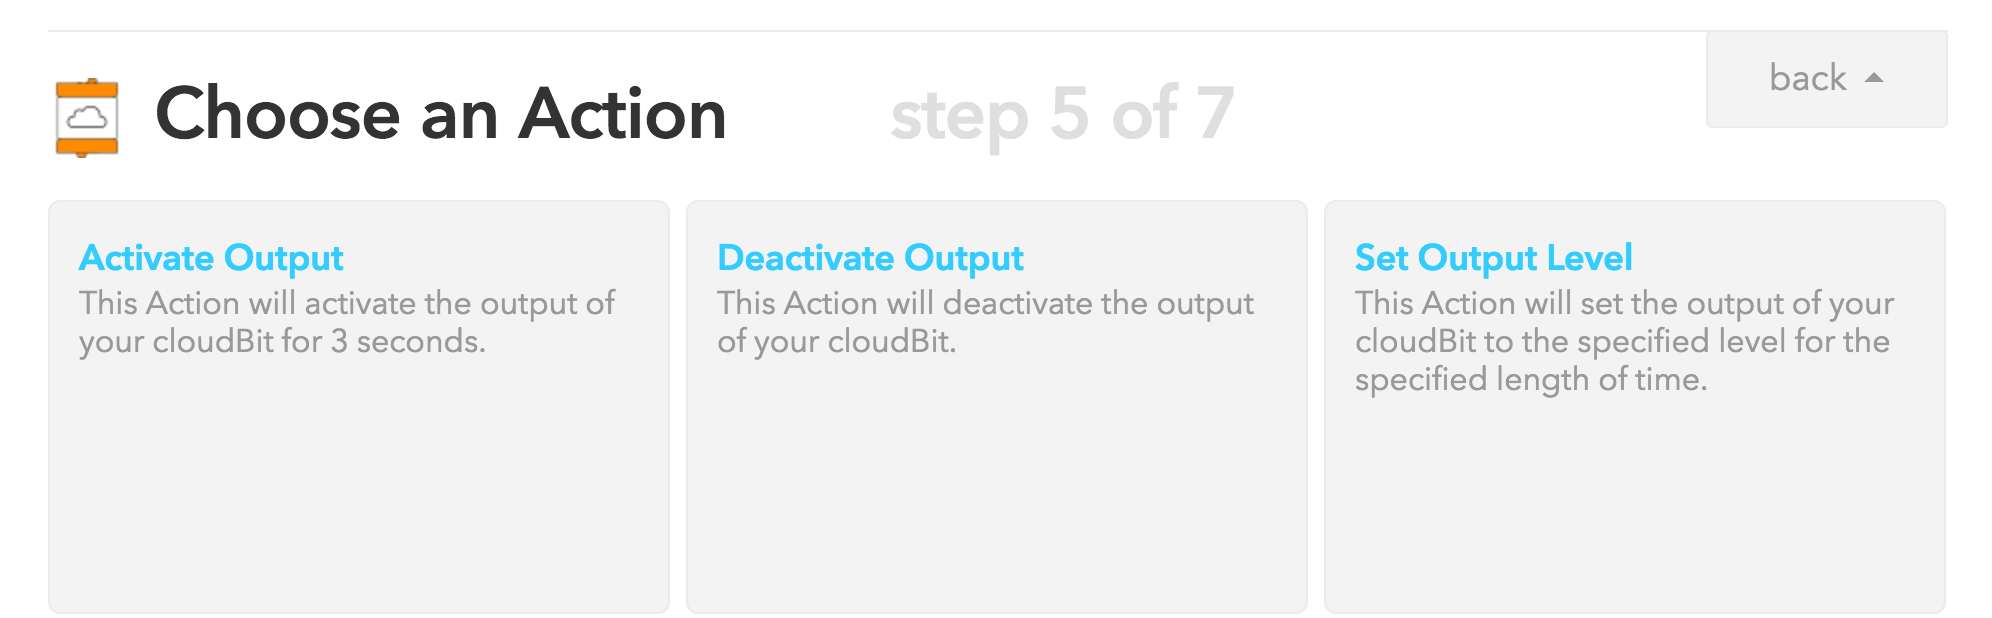 Choose an Action
step 5 of 7
back
Activate Output
This Action will activate the output of
your cloudBit for 3 seconds.
Deactivate Output
This Action will deactivate the output
of your cloudBit.
Set Output Level
This Action will set the output of your
cloudBit to the specified level for the
specified length of time.